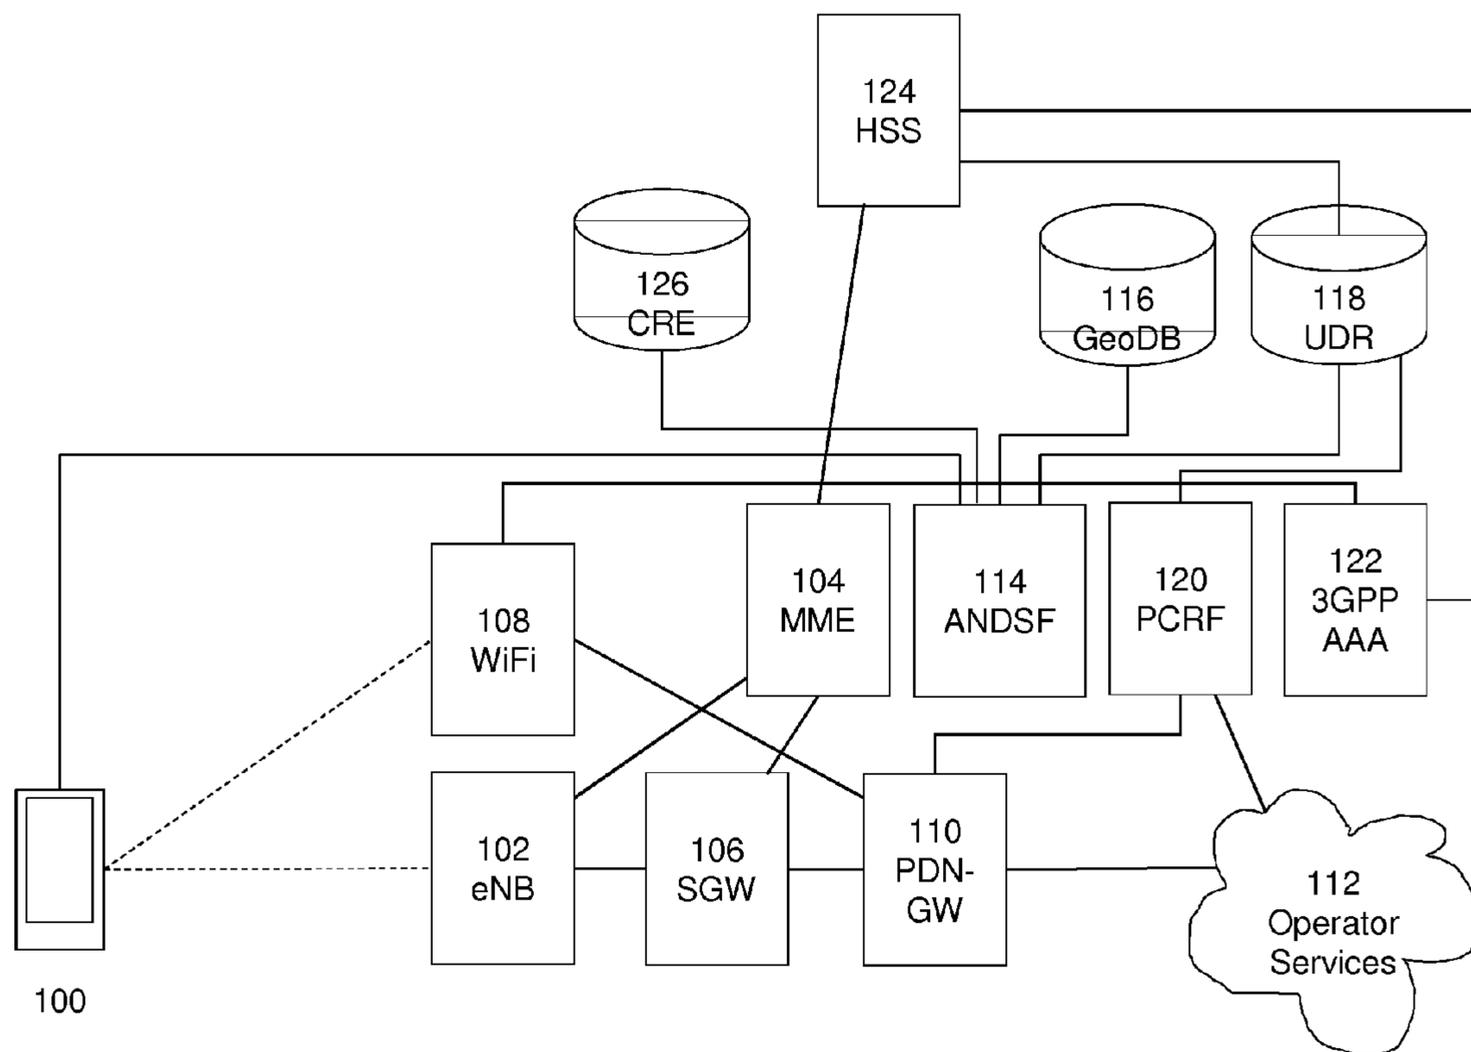 124
HSS
126
CRE
116
GeoDB
118
UDR
104
MME
114
ANDSF
120
PCRF
122
3GPP
AAA
108
WiFi
102
eNB
106
SGW
110
PDN-
GW
112
Operator
Services
100